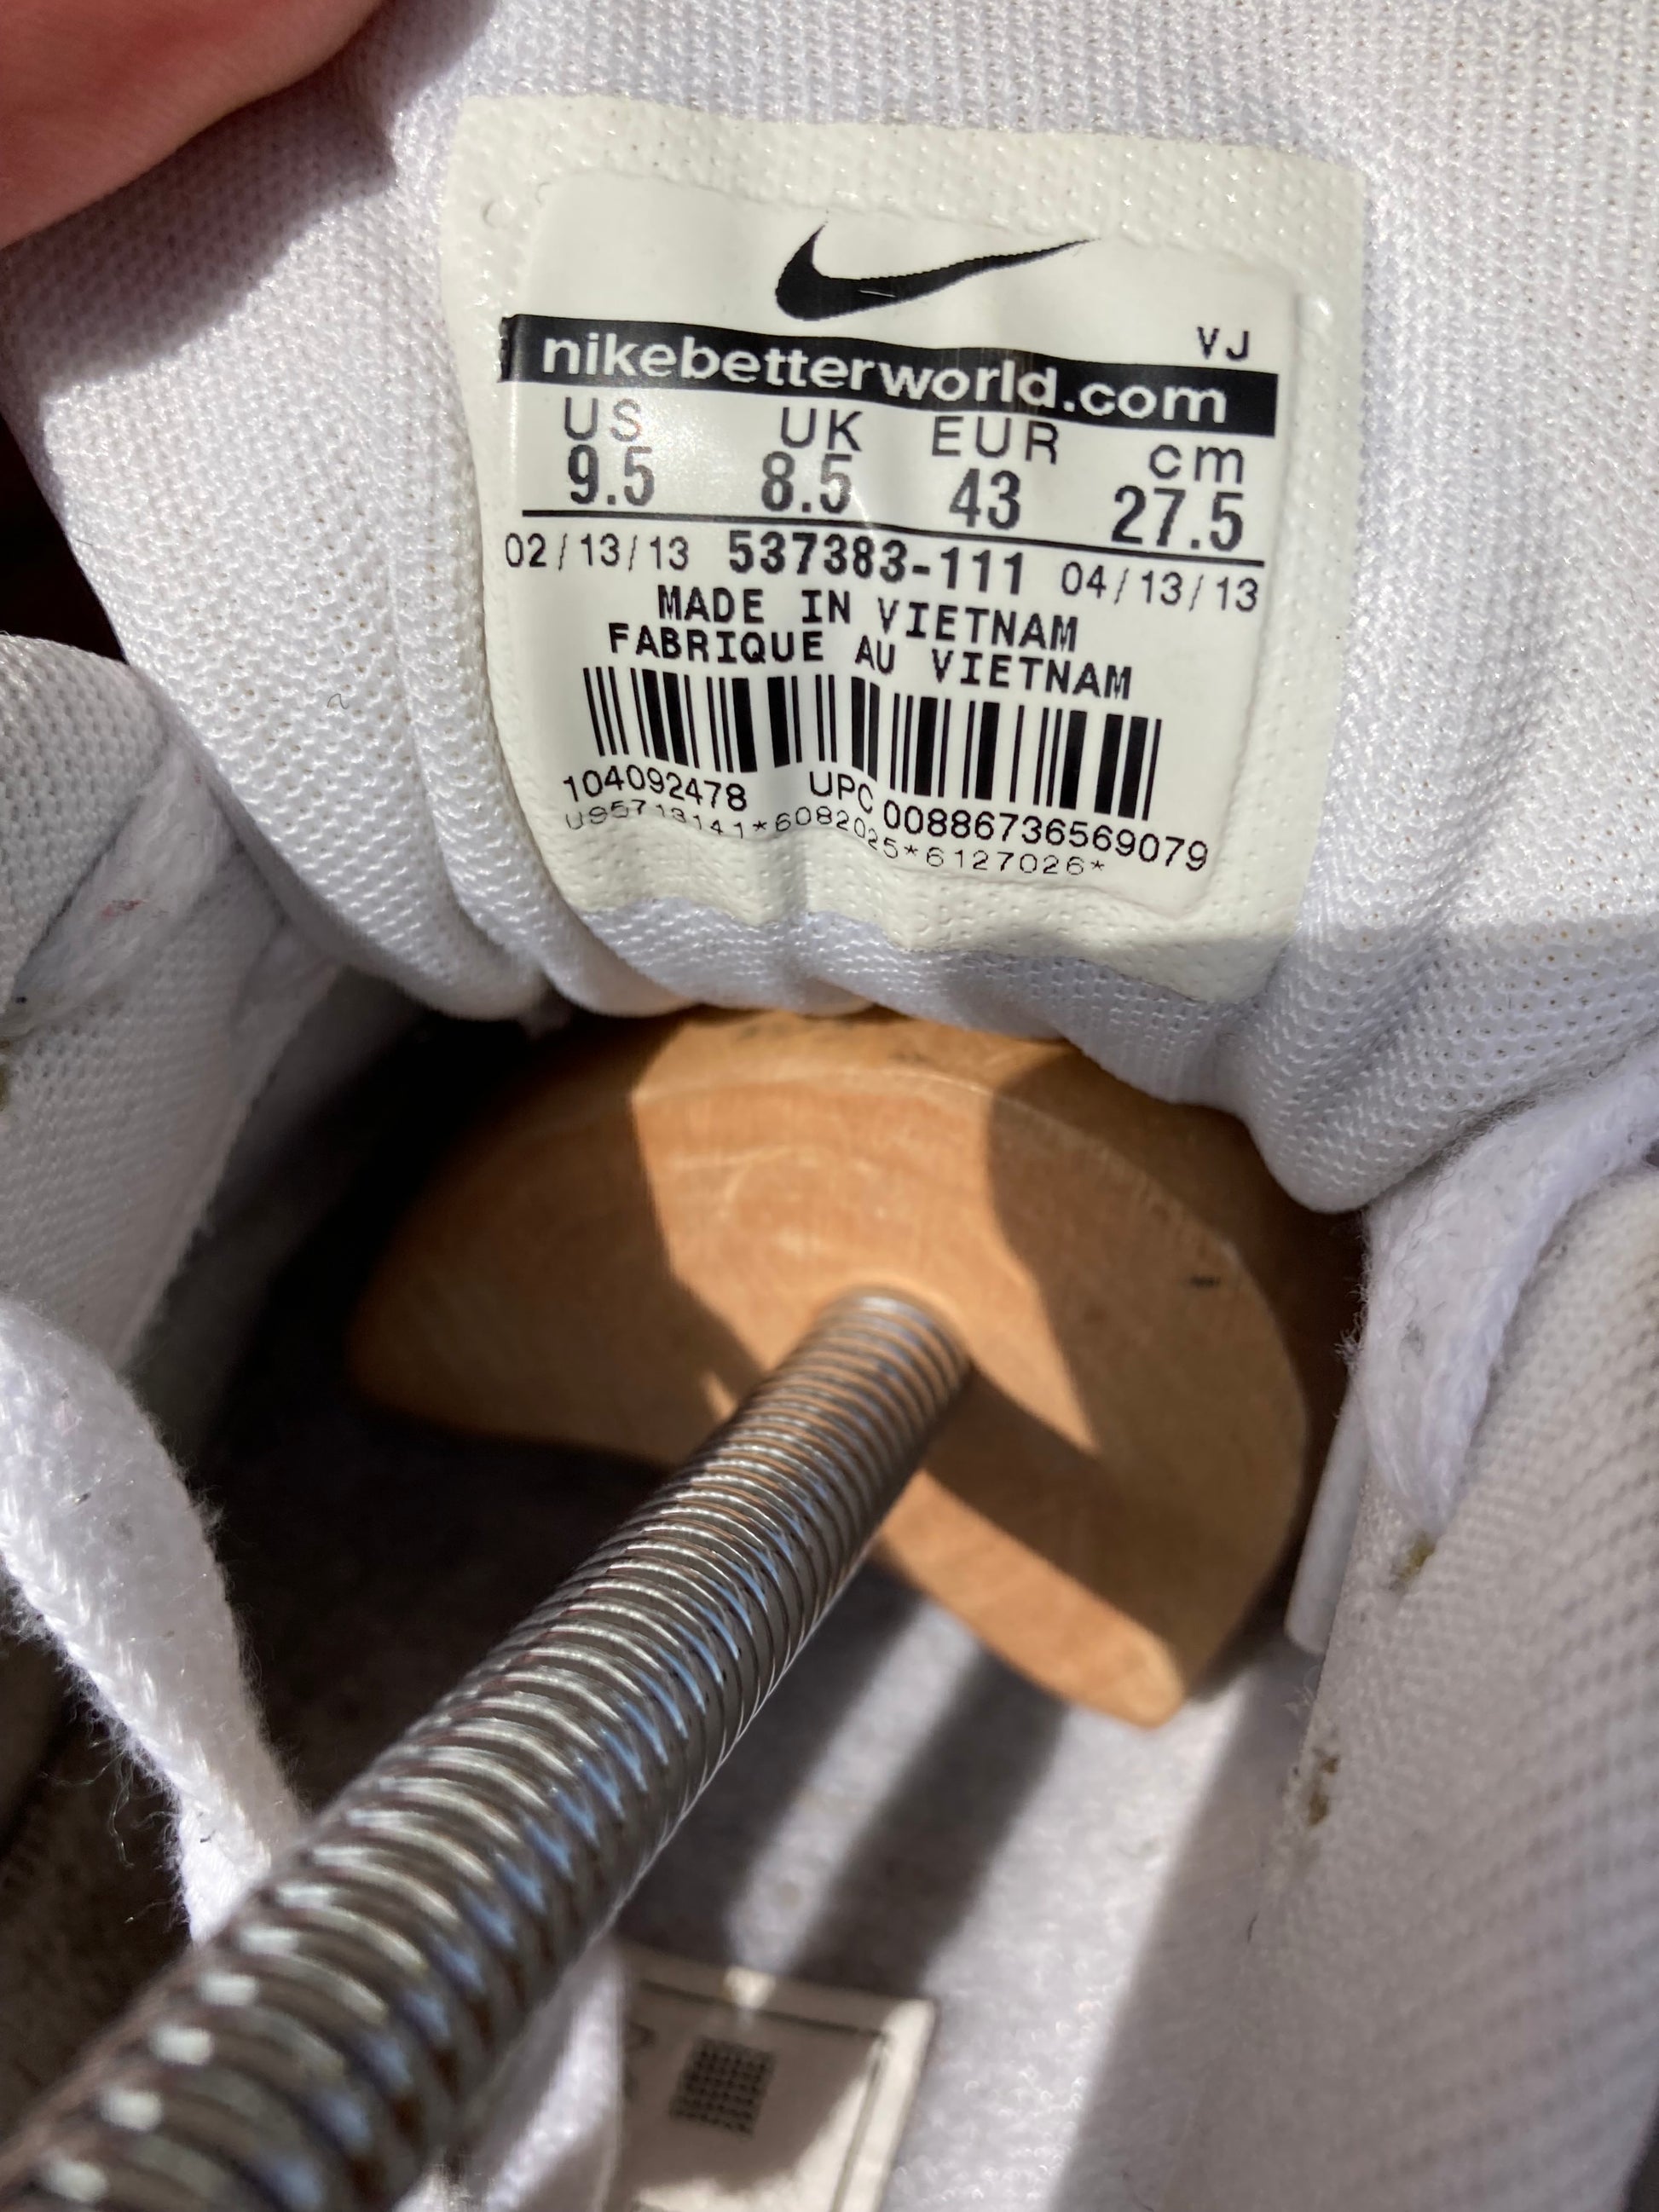 VJ
nikebetterworld.com
US UK EUR cm
9.5 8.5 43 27.5
02/13/13 537383-111 04/13/13
MADE IN VIETNAM
FABRIQUE AU VIETNAM
104092478 UPC 00886736569079
U95713141*6082025*6127026*